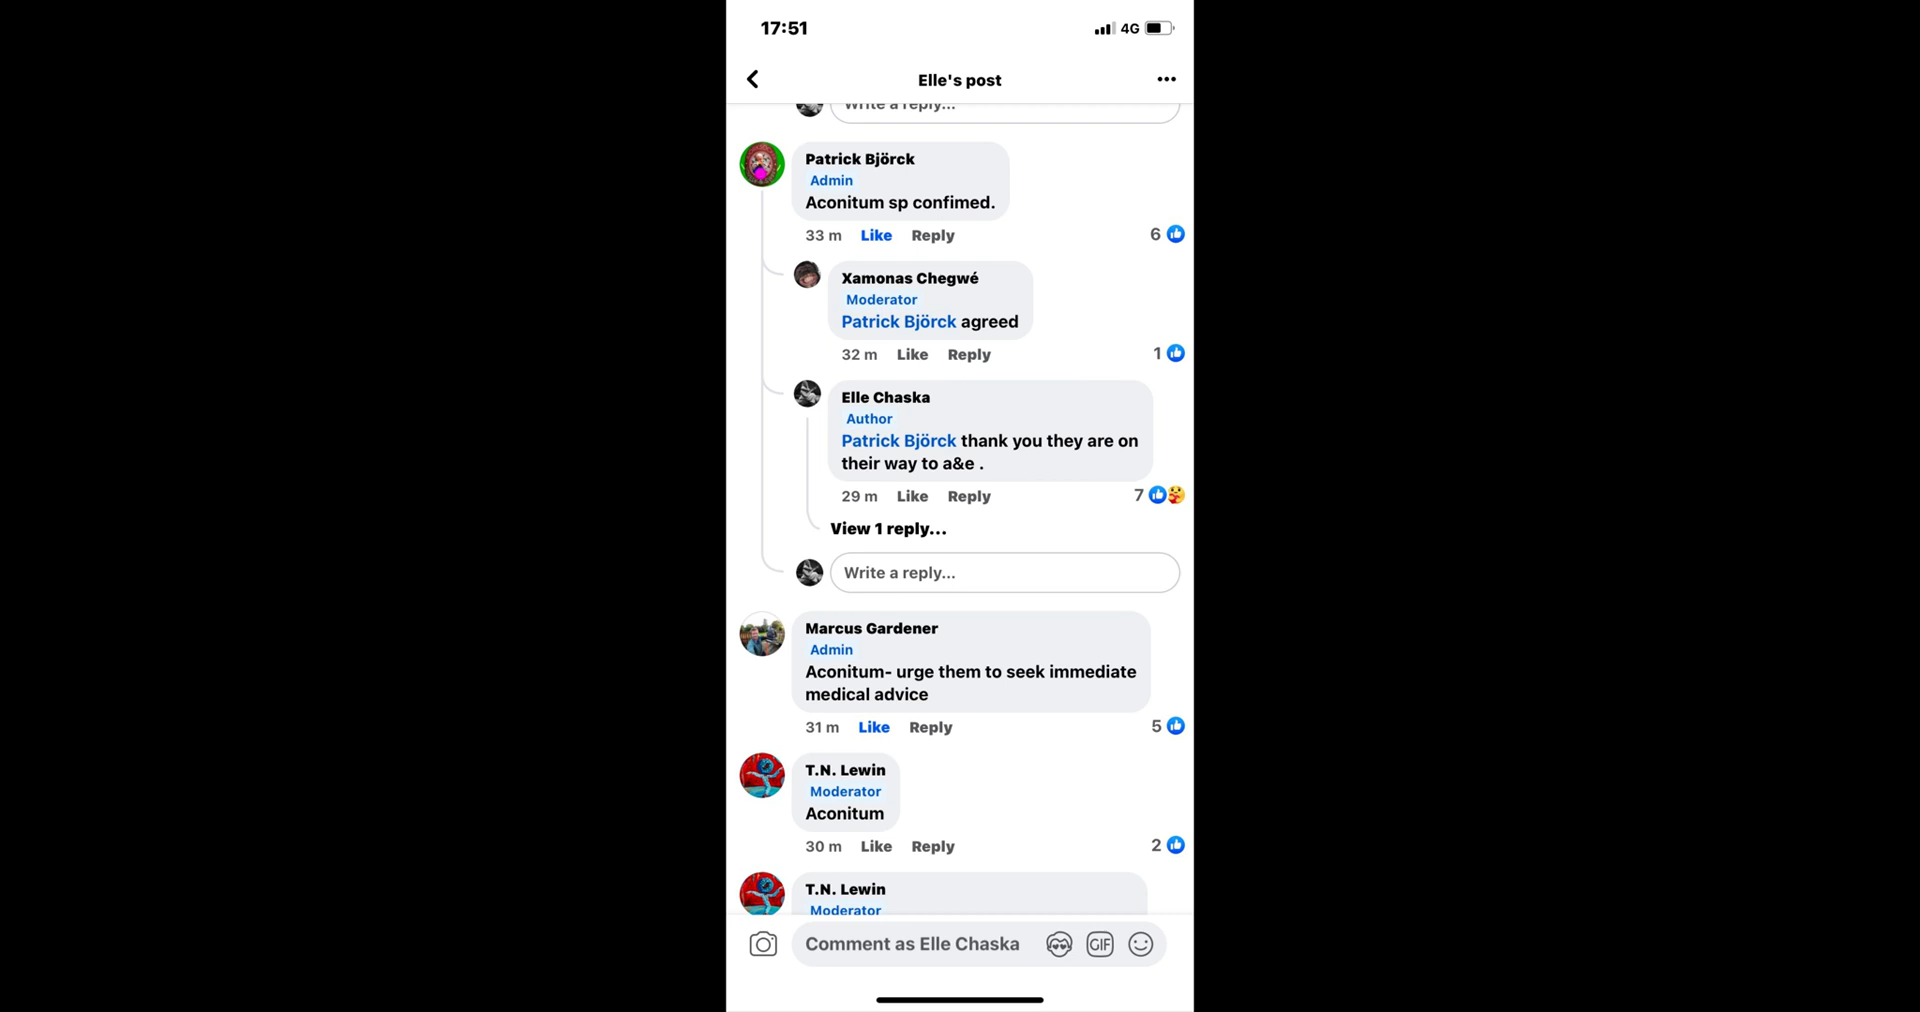 17:51
4G
Elle's post
Write a reply...
Patrick Björck
Admin
Aconitum sp confimed.
33 m Like Reply 6
Xamonas Chegwé
Moderator
Patrick Björck agreed
32 m Like Reply 1
Elle Chaska
Author
Patrick Björck thank you they are on
their way to a&e .
29 m Like Reply 7
View 1 reply...
Write a reply...
Marcus Gardener
Admin
Aconitum- urge them to seek immediate
medical advice
31 m Like Reply 5
T.N. Lewin
Moderator
Aconitum
30 m Like Reply 2
T.N. Lewin
Moderator
Comment as Elle Chaska GIF